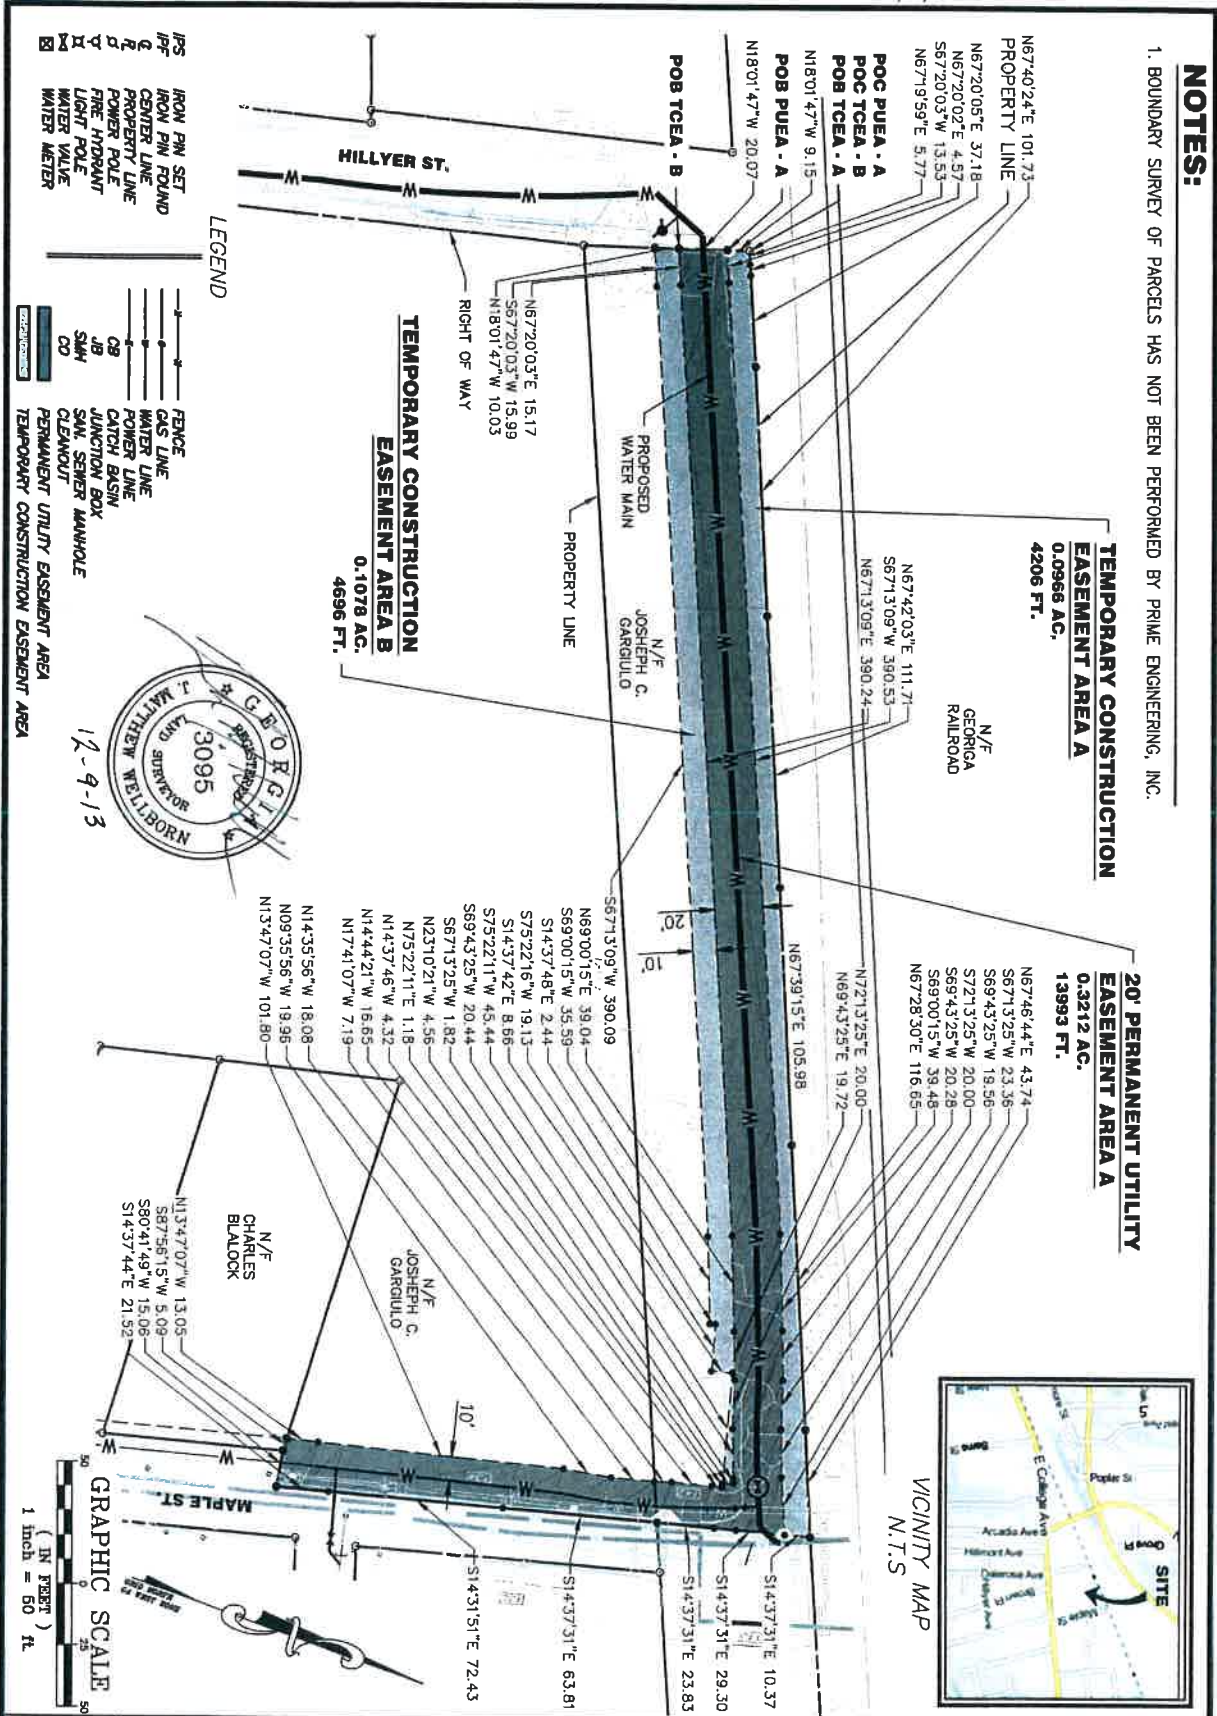 NOTES:
1. BOUNDARY SURVEY OF PARCELS HAS NOT BEEN PERFORMED BY PRIME ENGINEERING, INC.
N67°40'24"E 101.73
PROPERTY LINE
N67°20'05"E 37.18
N67°20'02"E 4.57
S67°20'03"W 13.53
N67°19'59"E 5.07
POC PUEA - A
POC TCEA - B
POB TCEA - A
N18°01'47"W 9.15
POB PUEA - A
N18°01'47"W 20.07
POB TCEA - B
HILLYER ST.
TEMPORARY CONSTRUCTION
EASEMENT AREA A
0.0966 AC.
4206 FT.
20' PERMANENT UTILITY
EASEMENT AREA A
0.3212 AC.
13993 FT.
N/F
GEORIGA
RAILROAD
N67°42'03"E 111.71
S67°13'09"W 390.53
N67°13'09"E 390.24
N67°46'44"E 43.74
S67°13'25"W 23.36
S69°43'25"W 19.56
S72°13'25"W 20.00
S69°43'25"W 20.28
S69°00'15"W 39.48
N67°28'30"E 116.65
N72°13'25"E 20.00
N69°43'25"E 19.72
N67°39'15"E 105.98
N67°20'03"E 15.17
S67°20'03"W 15.99
N18°01'47"W 10.03
RIGHT OF WAY
PROPOSED
WATER MAIN
PROPERTY LINE
N/F
JOSHEPH C.
GARGIULO
20'
10'
TEMPORARY CONSTRUCTION
EASEMENT AREA B
0.1078 AC.
4696 FT.
S67°13'09"W 390.09
N69°00'15"E 39.04
S69°00'15"W 35.59
S14°37'48"E 2.44
S75°22'16"W 19.13
S14°37'42"E 8.66
S75°22'11"W 45.44
S69°43'25"W 20.44
S67°13'25"W 1.82
N23°10'21"W 4.56
N75°22'11"E 1.18
N14°37'46"W 4.32
N14°44'21"W 16.65
N17°41'07"W 7.19
N14°35'56"W 18.08
N09°35'56"W 19.96
N13°47'07"W 101.80
N/F
JOSHEPH C.
GARGIULO
10'
N/F
CHARLES
BLALOCK
N13°47'07"W 13.05
S87°56'15"W 5.09
S80°41'49"W 15.06
S14°37'44"E 21.52
MAPLE ST.
S14°37'31"E 10.37
S14°37'31"E 29.30
S14°37'31"E 23.83
S14°37'31"E 63.81
S14°31'51"E 72.43
VICINITY MAP
N.T.S
SITE
E College Ave
Poplar St
Grove Pl
Arcadia Ave
Hillmont Ave
Maple St
LEGEND
IPS IRON PIN SET
IPF IRON PIN FOUND
CENTER LINE
PROPERTY LINE
POWER POLE
FIRE HYDRANT
LIGHT POLE
WATER VALVE
WATER METER
FENCE
GAS LINE
WATER LINE
POWER LINE
CB CATCH BASIN
JB JUNCTION BOX
SMH SAN. SEWER MANHOLE
CO CLEANOUT
PERMANENT UTILITY EASEMENT AREA
TEMPORARY CONSTRUCTION EASEMENT AREA
GEORGIA
REGISTERED
3095
LAND SURVEYOR
J. MATTHEW WELLBORN
12-9-13
GRAPHIC SCALE
50 0 25 50
( IN FEET )
1 inch = 50 ft.